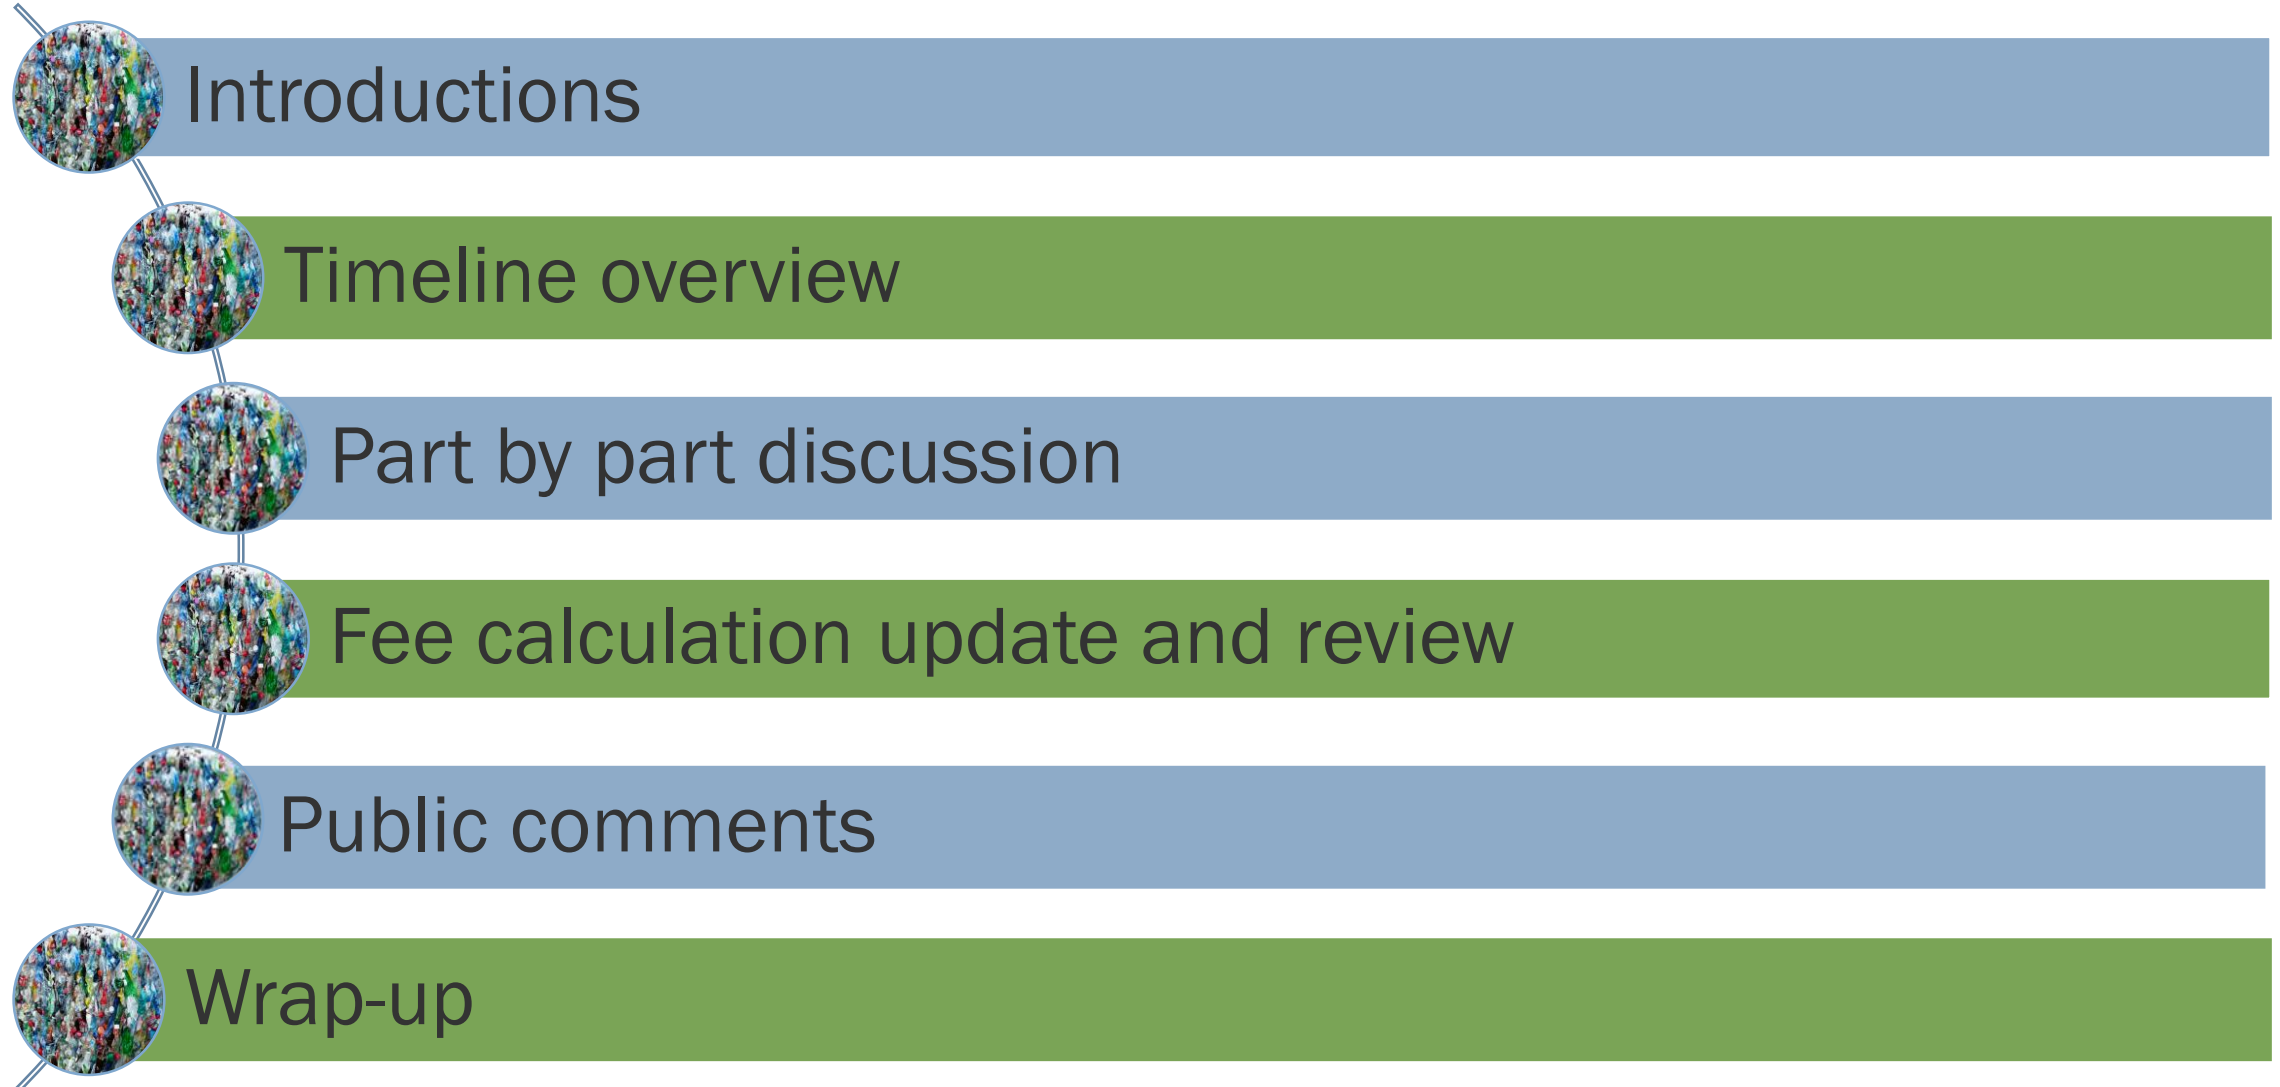 Introductions
Timeline overview
Part by part discussion
Fee calculation update and review
Public comments
Wrap-up